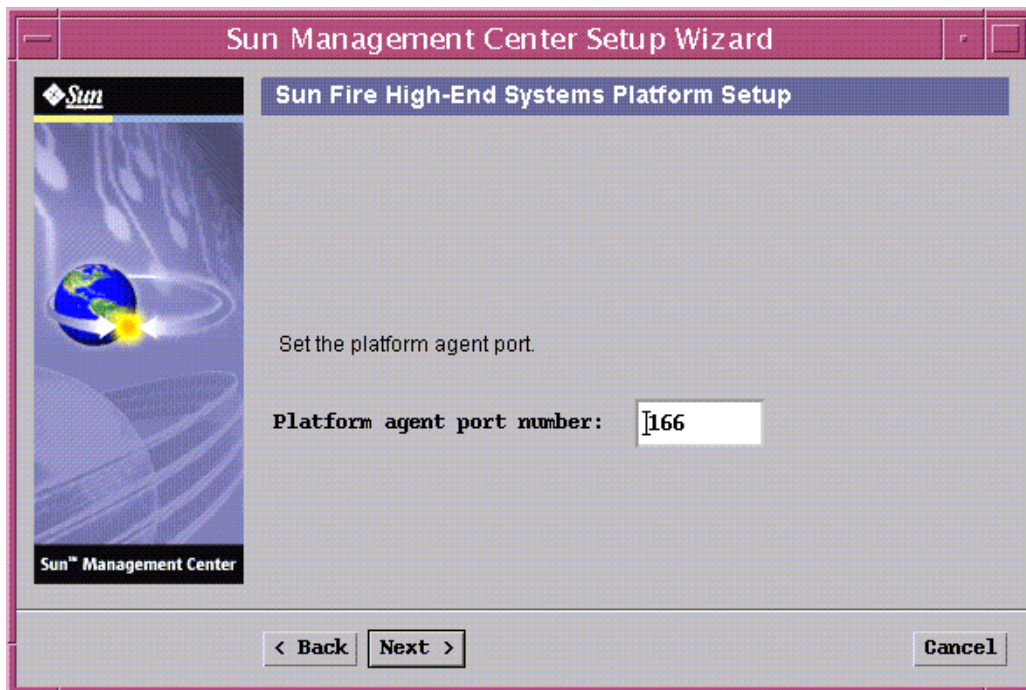 Sun Management Center Setup Wizard
Sun
Sun Fire High-End Systems Platform Setup
Set the platform agent port.
Platform agent port number: 166
Sun™ Management Center
< Back Next > Cancel